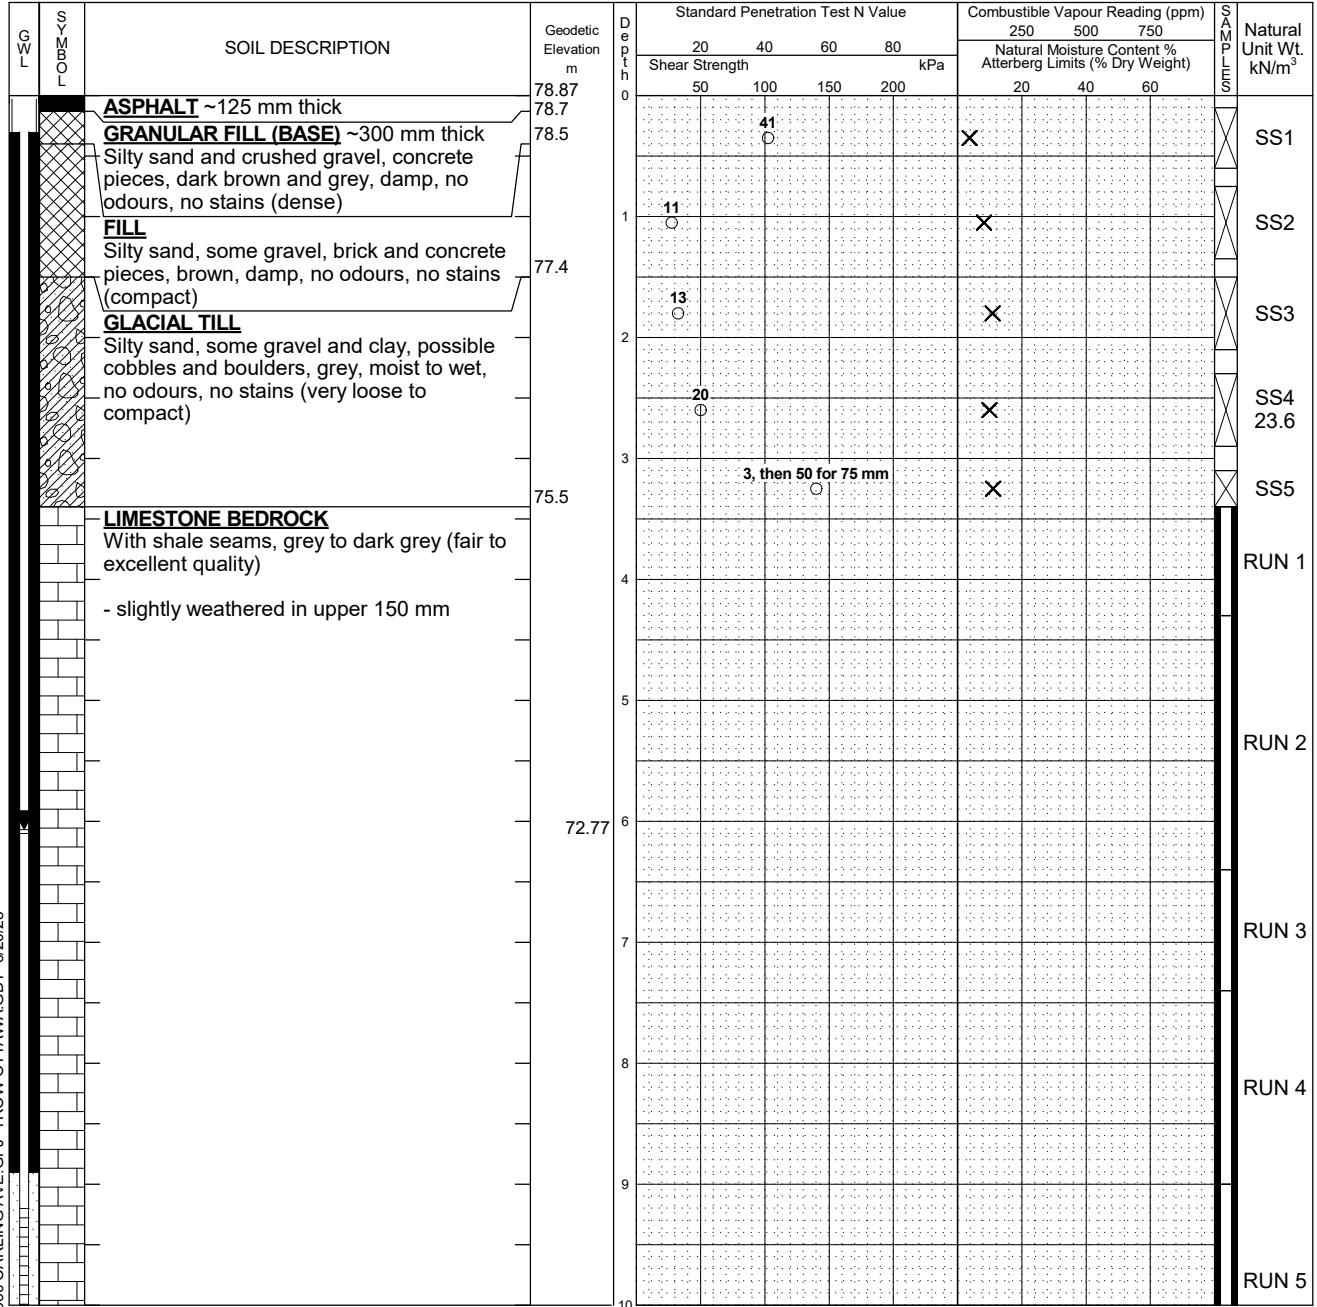 GWL
SYMBOL
SOIL DESCRIPTION
Geodetic
Elevation
m
Depth
Standard Penetration Test N Value
20 40 60 80
Shear Strength kPa
50 100 150 200
Combustible Vapour Reading (ppm)
250 500 750
Natural Moisture Content %
Atterberg Limits (% Dry Weight)
20 40 60
SAMPLES
Natural
Unit Wt.
kN/m³
78.87
0
ASPHALT ~125 mm thick
78.7
GRANULAR FILL (BASE) ~300 mm thick
78.5
Silty sand and crushed gravel, concrete
pieces, dark brown and grey, damp, no
odours, no stains (dense)
41
SS1
FILL
Silty sand, some gravel, brick and concrete
pieces, brown, damp, no odours, no stains
(compact)
77.4
1
11
SS2
GLACIAL TILL
Silty sand, some gravel and clay, possible
cobbles and boulders, grey, moist to wet,
no odours, no stains (very loose to
compact)
13
SS3
2
20
SS4
23.6
3
3, then 50 for 75 mm
SS5
75.5
LIMESTONE BEDROCK
With shale seams, grey to dark grey (fair to
excellent quality)
- slightly weathered in upper 150 mm
RUN 1
4
5
RUN 2
72.77
6
RUN 3
7
8
RUN 4
9
RUN 5
10